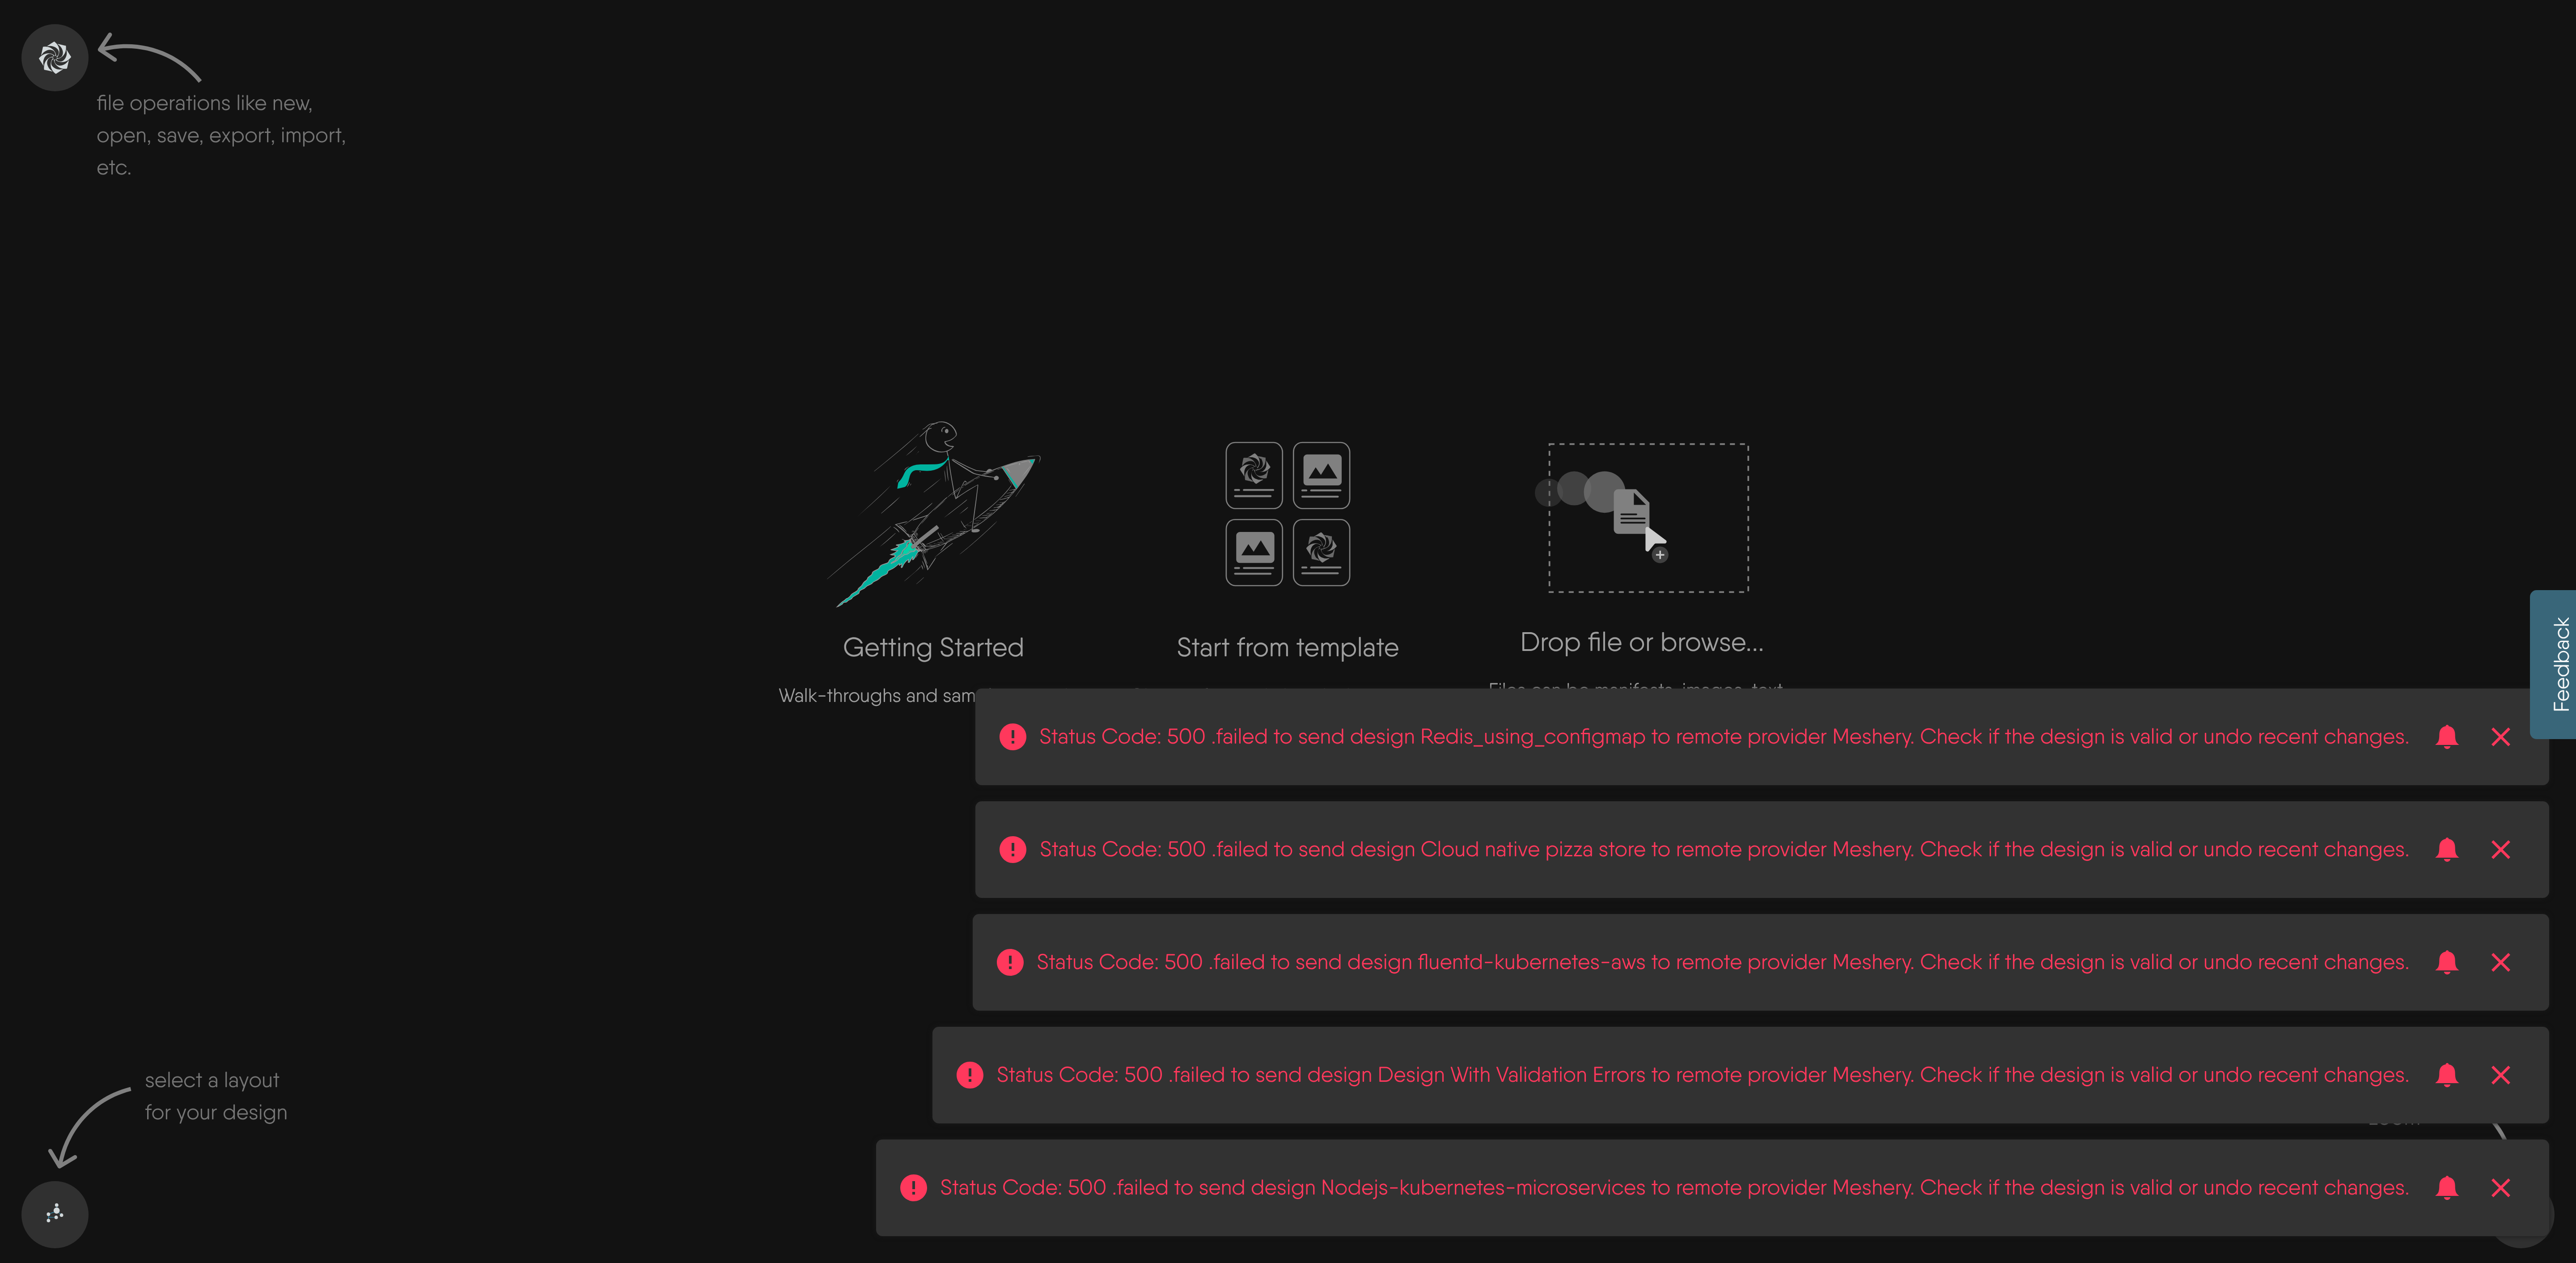 file operations like new,
open, save, export, import,
etc.
Getting Started
Start from template
Drop file or browse...
Walk-throughs and sam
Files can be manifests, images, text
Feedback
Status Code: 500 .failed to send design Redis_using_configmap to remote provider Meshery. Check if the design is valid or undo recent changes.
Status Code: 500 .failed to send design Cloud native pizza store to remote provider Meshery. Check if the design is valid or undo recent changes.
Status Code: 500 .failed to send design fluentd-kubernetes-aws to remote provider Meshery. Check if the design is valid or undo recent changes.
Status Code: 500 .failed to send design Design With Validation Errors to remote provider Meshery. Check if the design is valid or undo recent changes.
select a layout
for your design
Status Code: 500 .failed to send design Nodejs-kubernetes-microservices to remote provider Meshery. Check if the design is valid or undo recent changes.